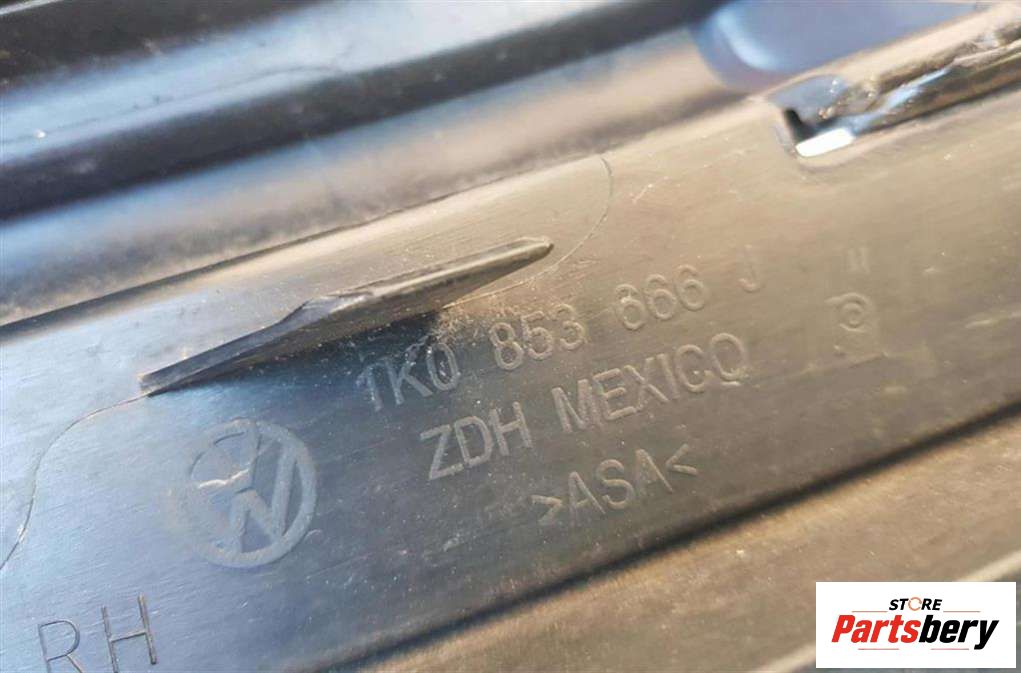 1K0 853 666 J
ZDH MEXICO
>ASA<
RH
STORE
Partsbery